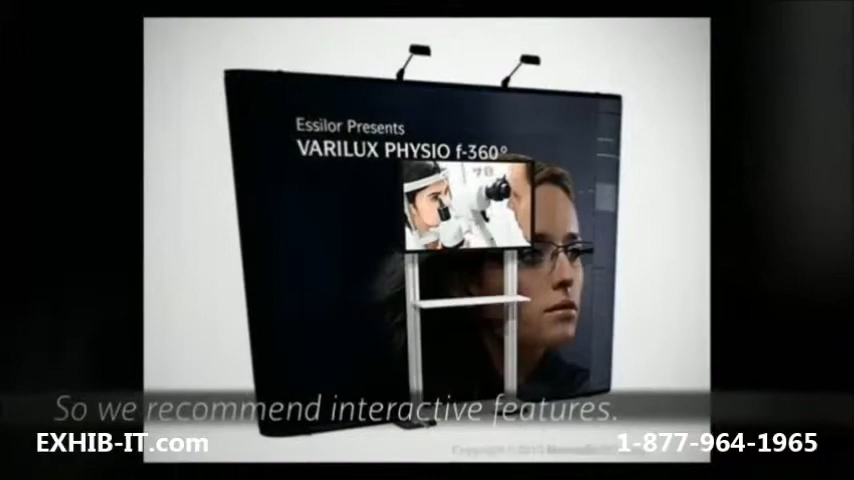 Essilor Presents
VARILUX PHYSIO f-360°
So we recommend interactive features.
EXHIB-IT.com
1-877-964-1965